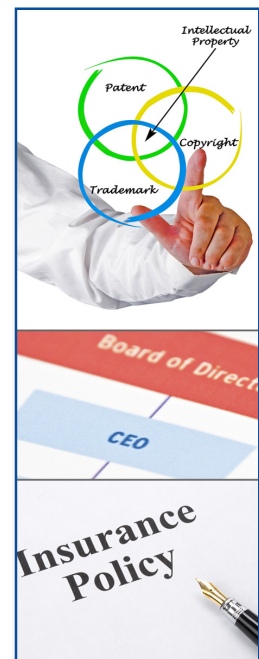 Intellectual
Property
Patent
Copyright
Trademark
Board of Direct
CEO
Insurance
Policy